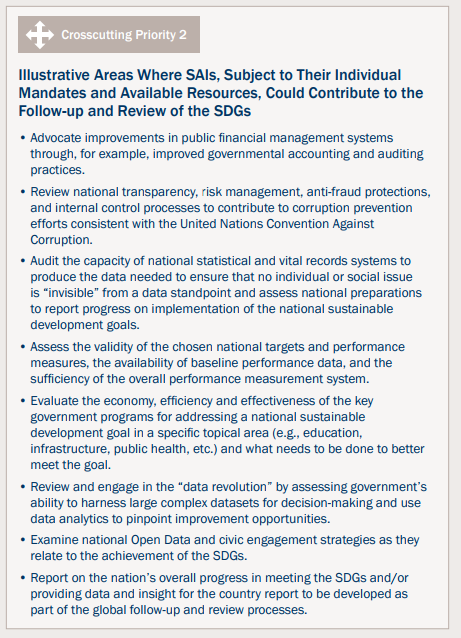 Crosscutting Priority 2
Illustrative Areas Where SAIs, Subject to Their Individual
Mandates and Available Resources, Could Contribute to the
Follow-up and Review of the SDGs
• Advocate improvements in public financial management systems
through, for example, improved governmental accounting and auditing
practices.
• Review national transparency, risk management, anti-fraud protections,
and internal control processes to contribute to corruption prevention
efforts consistent with the United Nations Convention Against
Corruption.
• Audit the capacity of national statistical and vital records systems to
produce the data needed to ensure that no individual or social issue
is “invisible” from a data standpoint and assess national preparations
to report progress on implementation of the national sustainable
development goals.
• Assess the validity of the chosen national targets and performance
measures, the availability of baseline performance data, and the
sufficiency of the overall performance measurement system.
• Evaluate the economy, efficiency and effectiveness of the key
government programs for addressing a national sustainable
development goal in a specific topical area (e.g., education,
infrastructure, public health, etc.) and what needs to be done to better
meet the goal.
• Review and engage in the “data revolution” by assessing government’s
ability to harness large complex datasets for decision-making and use
data analytics to pinpoint improvement opportunities.
• Examine national Open Data and civic engagement strategies as they
relate to the achievement of the SDGs.
• Report on the nation’s overall progress in meeting the SDGs and/or
providing data and insight for the country report to be developed as
part of the global follow-up and review processes.